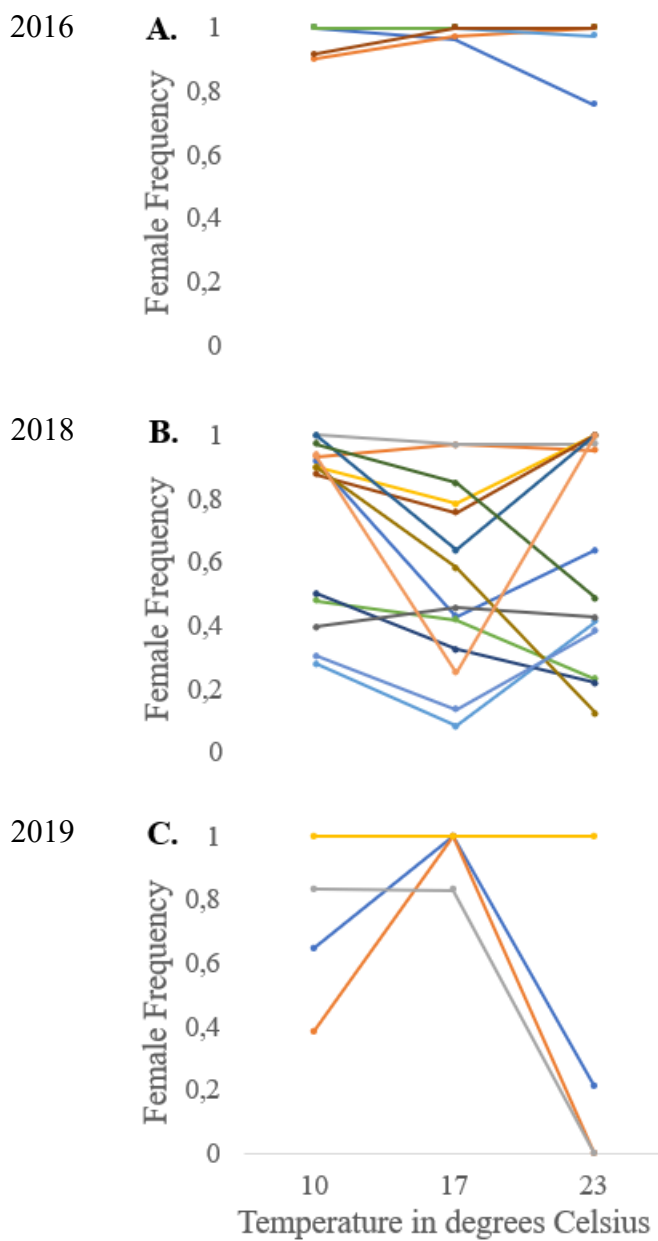 2016 A.
Female Frequency
1
0,8
0,6
0,4
0,2
0
2018 B.
Female Frequency
1
0,8
0,6
0,4
0,2
0
2019 C.
Female Frequency
1
0,8
0,6
0,4
0,2
0
10 17 23
Temperature in degrees Celsius